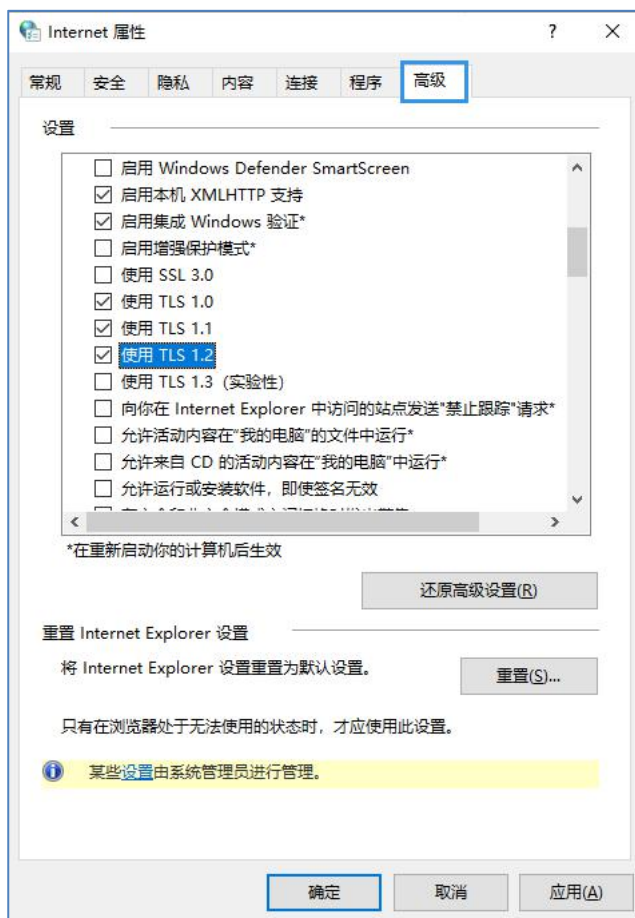 Internet 属性
? ×
常规 安全 隐私 内容 连接 程序 高级
设置
启用 Windows Defender SmartScreen
启用本机 XMLHTTP 支持
启用集成 Windows 验证*
启用增强保护模式*
使用 SSL 3.0
使用 TLS 1.0
使用 TLS 1.1
使用 TLS 1.2
使用 TLS 1.3（实验性）
向你在 Internet Explorer 中访问的站点发送"禁止跟踪"请求*
允许活动内容在"我的电脑"的文件中运行*
允许来自 CD 的活动内容在"我的电脑"中运行*
允许运行或安装软件，即使签名无效
*在重新启动你的计算机后生效
还原高级设置(R)
重置 Internet Explorer 设置
将 Internet Explorer 设置重置为默认设置。
重置(S)...
只有在浏览器处于无法使用的状态时，才应使用此设置。
某些设置由系统管理员进行管理。
确定 取消 应用(A)